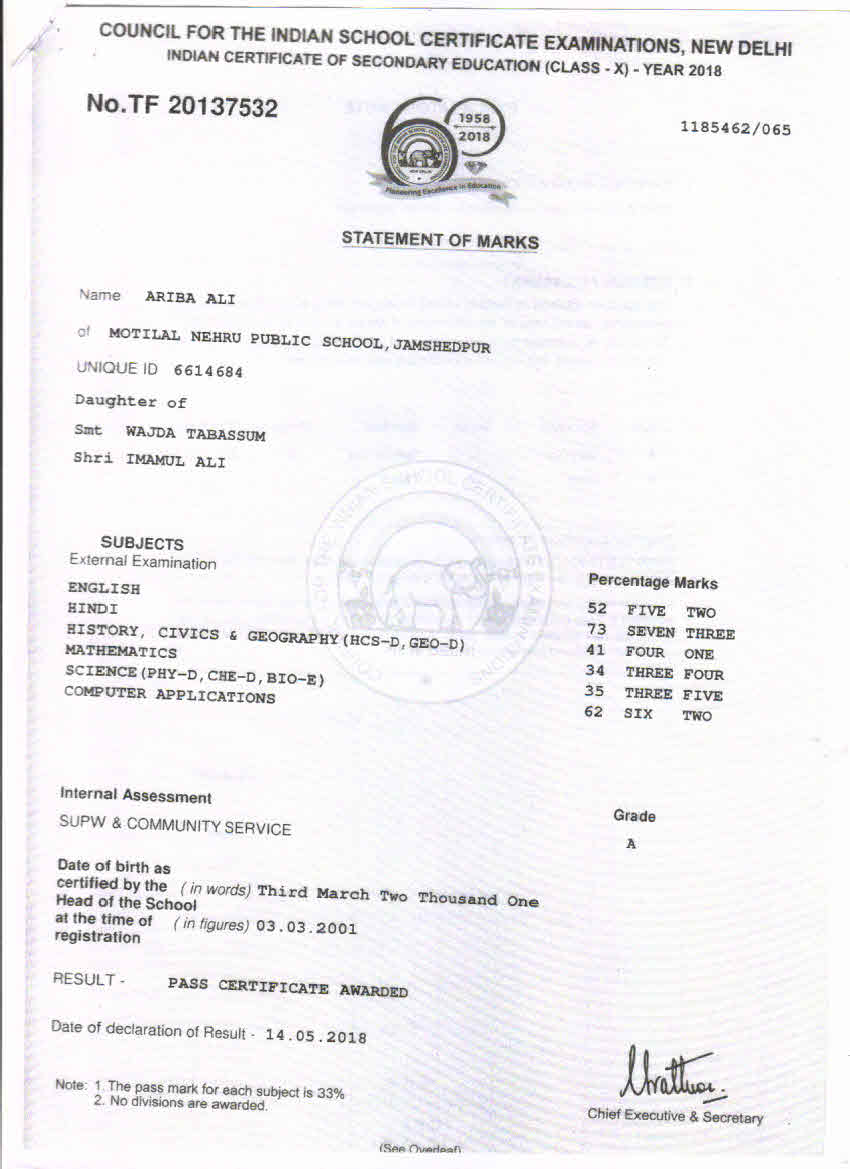 COUNCIL FOR THE INDIAN SCHOOL CERTIFICATE EXAMINATIONS, NEW DELHI
INDIAN CERTIFICATE OF SECONDARY EDUCATION (CLASS - X) - YEAR 2018
No.TF 20137532
1958
2018
1185462/065
NEW DELHI
Pioneering Excellence in Education
STATEMENT OF MARKS
Name ARIBA ALI
of MOTILAL NEHRU PUBLIC SCHOOL, JAMSHEDPUR
UNIQUE ID 6614684
Daughter of
Smt WAJDA TABASSUM
Shri IMAMUL ALI
SUBJECTS
External Examination Percentage Marks
ENGLISH 52 FIVE TWO
HINDI 73 SEVEN THREE
HISTORY, CIVICS & GEOGRAPHY(HCS-D,GEO-D) 41 FOUR ONE
MATHEMATICS 34 THREE FOUR
SCIENCE(PHY-D,CHE-D,BIO-E) 35 THREE FIVE
COMPUTER APPLICATIONS 62 SIX TWO
Internal Assessment Grade
SUPW & COMMUNITY SERVICE A
Date of birth as
certified by the (in words) Third March Two Thousand One
Head of the School
at the time of (in figures) 03.03.2001
registration
RESULT - PASS CERTIFICATE AWARDED
Date of declaration of Result - 14.05.2018
Note: 1. The pass mark for each subject is 33%
2. No divisions are awarded.
Chief Executive & Secretary
(See Overleaf)